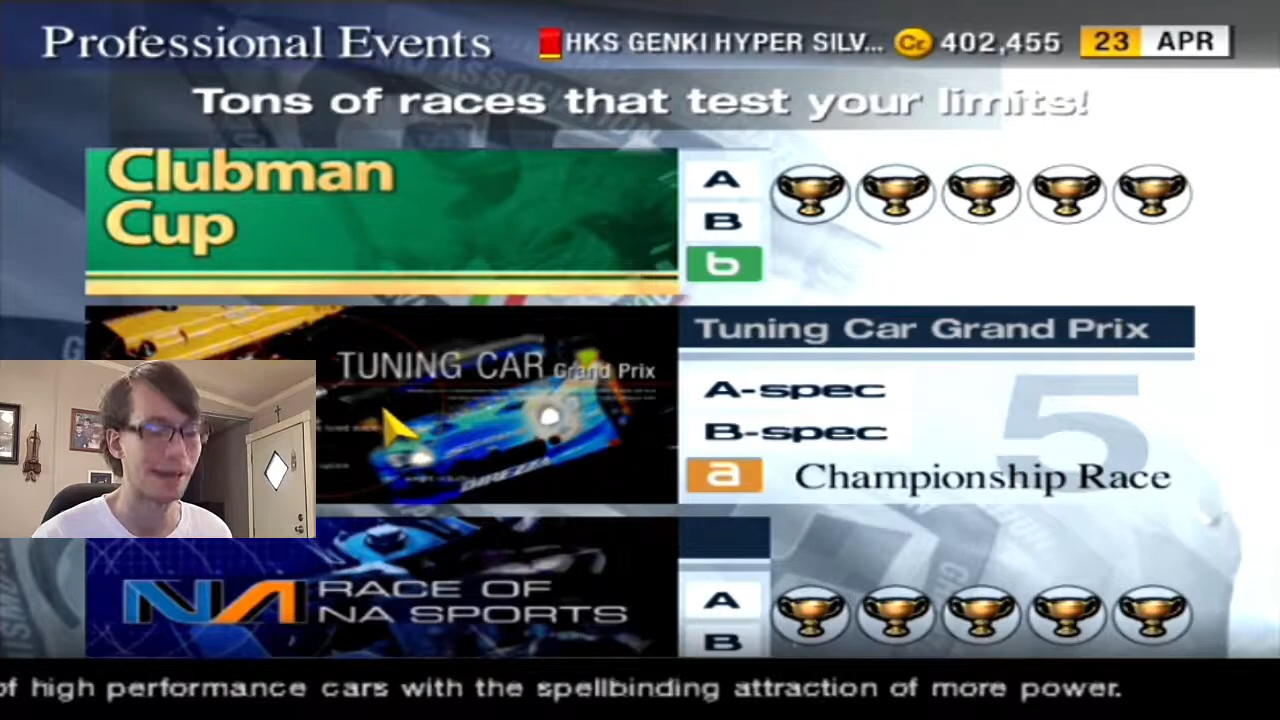 Professional Events
HKS GENKI HYPER SILV... Cr 402,455 23 APR
Tons of races that test your limits!
Clubman
Cup
A
B
b
TUNING CAR Grand Prix
Tuning Car Grand Prix
A-spec
B-spec
5
a Championship Race
NA RACE OF
NA SPORTS
A
B
of high performance cars with the spellbinding attraction of more power.